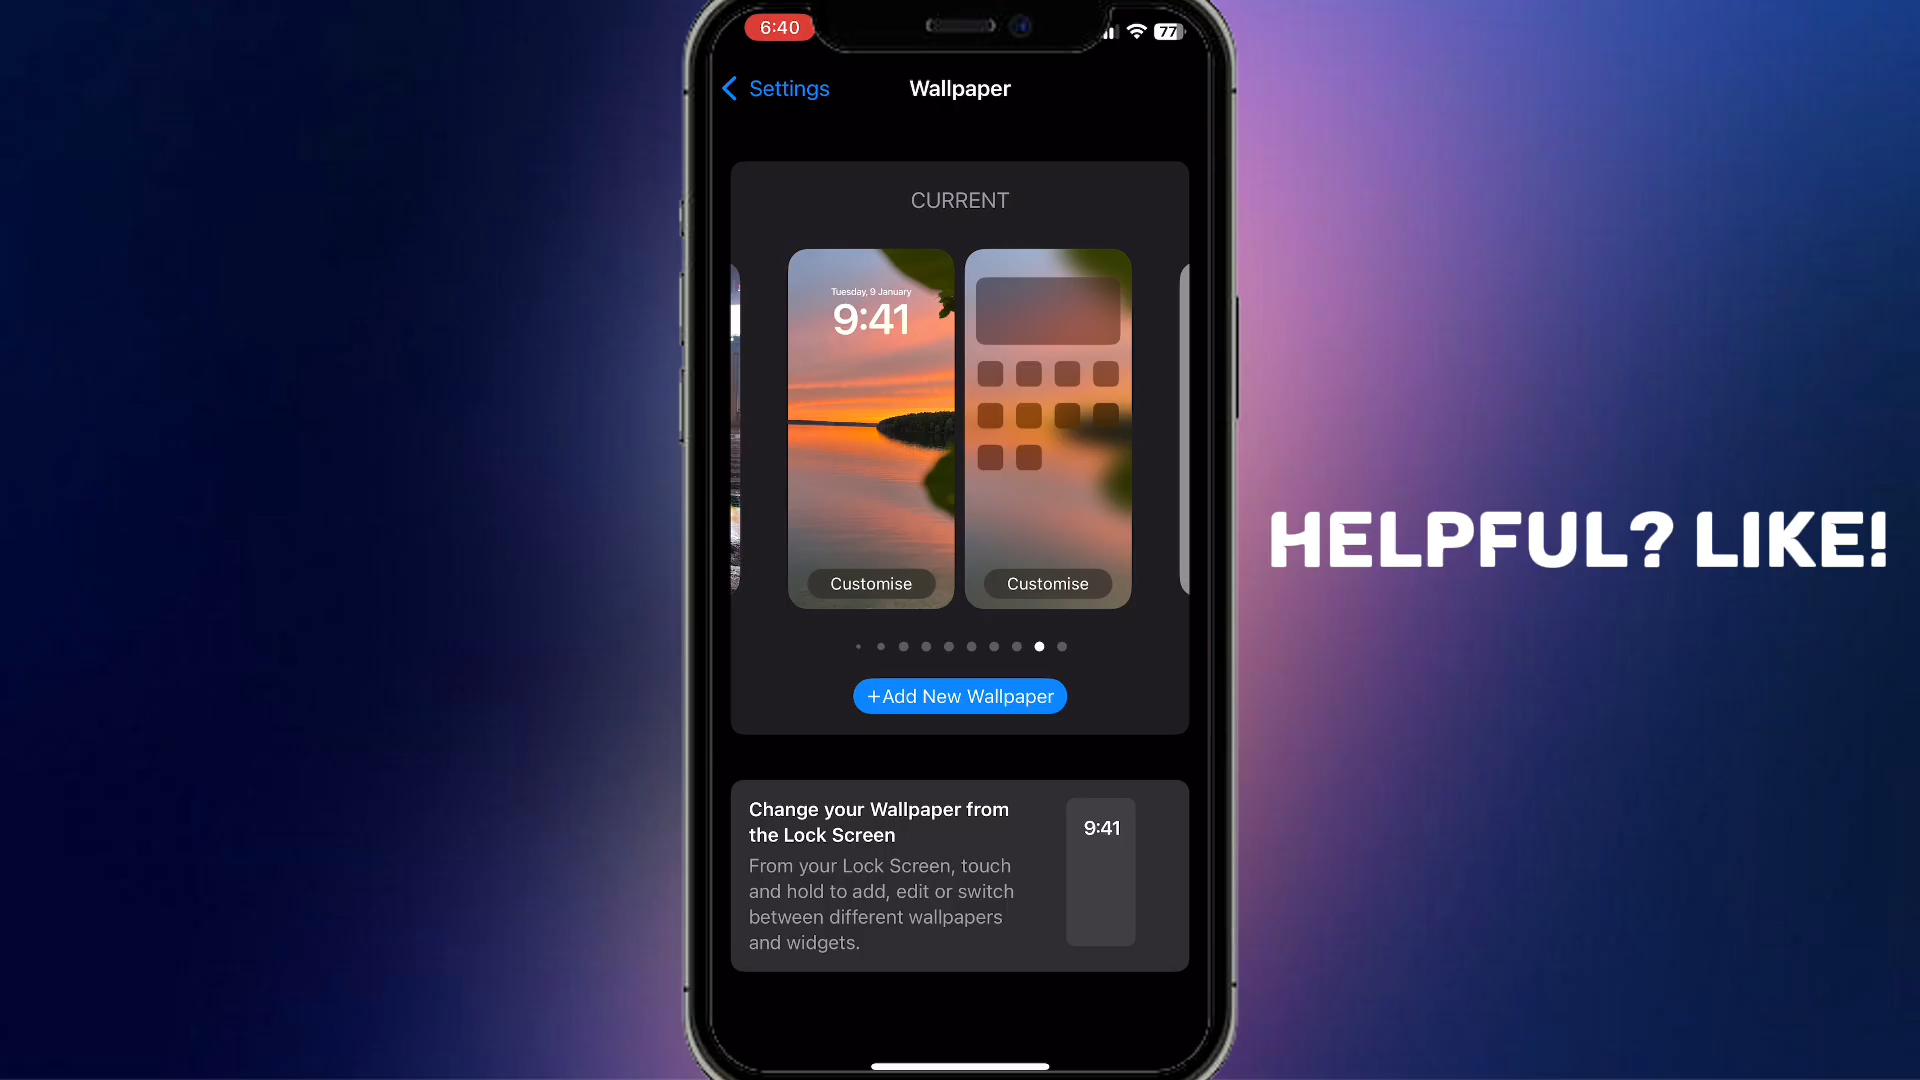 6:40
77
Settings
Wallpaper
CURRENT
Tuesday, 9 January
9:41
Customise
Customise
+Add New Wallpaper
Change your Wallpaper from
the Lock Screen
9:41
From your Lock Screen, touch
and hold to add, edit or switch
between different wallpapers
and widgets.
HELPFUL? LIKE!